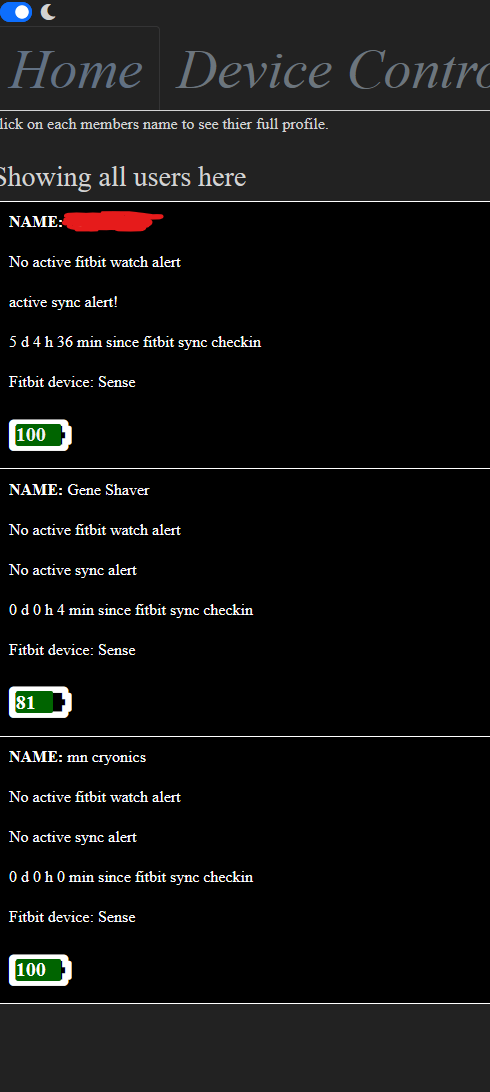 Home Device Contro
lick on each members name to see thier full profile.
Showing all users here
NAME:
No active fitbit watch alert
active sync alert!
5 d 4 h 36 min since fitbit sync checkin
Fitbit device: Sense
100
NAME: Gene Shaver
No active fitbit watch alert
No active sync alert
0 d 0 h 4 min since fitbit sync checkin
Fitbit device: Sense
81
NAME: mn cryonics
No active fitbit watch alert
No active sync alert
0 d 0 h 0 min since fitbit sync checkin
Fitbit device: Sense
100